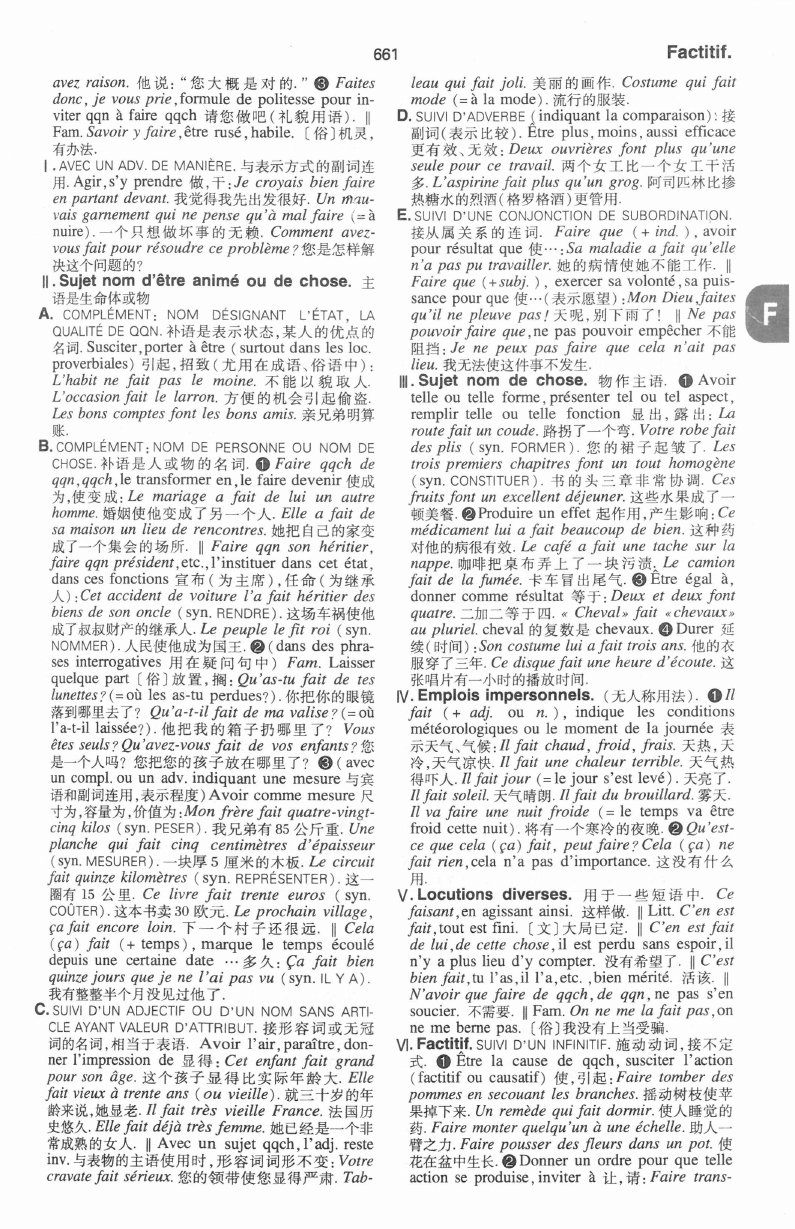 661
Factitif.
avez raison. 他说:“您大概是对的.” ❸ Faites
donc, je vous prie,formule de politesse pour in-
viter qqn à faire qqch 请您做吧(礼貌用语). ‖
Fam. Savoir y faire,être rusé,habile. 〔俗〕机灵,
有办法.
Ⅰ. AVEC UN ADV. DE MANIÈRE. 与表示方式的副词连
用. Agir,s'y prendre 做,干:Je croyais bien faire
en partant devant. 我觉得我先出发很好. Un mau-
vais garnement qui ne pense qu'à mal faire (=à
nuire). 一个只想做坏事的无赖. Comment avez-
vous fait pour résoudre ce problème? 您是怎样解
决这个问题的?
Ⅱ. Sujet nom d'être animé ou de chose. 主
语是生命体或物
A. COMPLÉMENT: NOM DÉSIGNANT L'ÉTAT, LA
QUALITÉ DE QQN. 补语是表示状态,某人的优点的
名词. Susciter,porter à être (surtout dans les loc.
proverbiales) 引起,招致(尤用在成语、俗语中):
L'habit ne fait pas le moine. 不能以貌取人.
L'occasion fait le larron. 方便的机会引起偷盗.
Les bons comptes font les bons amis. 亲兄弟明算
账.
B. COMPLÉMENT: NOM DE PERSONNE OU NOM DE
CHOSE. 补语是人或物的名词. ❶ Faire qqch de
qqn,qqch,le transformer en,le faire devenir 使成
为,使变成: Le mariage a fait de lui un autre
homme. 婚姻使他变成了另一个人. Elle a fait de
sa maison un lieu de rencontres. 她把自己的家变
成了一个集会的场所. ‖ Faire qqn son héritier,
faire qqn président,etc.,l'instituer dans cet état,
dans ces fonctions 宣布(为主席),任命(为继承
人):Cet accident de voiture l'a fait héritier des
biens de son oncle (syn. RENDRE). 这场车祸使他
成了叔叔财产的继承人. Le peuple le fit roi (syn.
NOMMER). 人民使他成为国王. ❷ (dans des phra-
ses interrogatives 用在疑问句中) Fam. Laisser
quelque part 〔俗〕放置,搁: Qu'as-tu fait de tes
lunettes? (=où les as-tu perdues?). 你把你的眼镜
落到哪里去了? Qu'a-t-il fait de ma valise? (=où
l'a-t-il laissée?). 他把我的箱子扔哪里了? Vous
êtes seuls? Qu'avez-vous fait de vos enfants? 您
是一个人吗? 您把您的孩子放在哪里了? ❸ (avec
un compl. ou un adv. indiquant une mesure 与宾
语和副词连用,表示程度) Avoir comme mesure 尺
寸为,容量为,价值为:Mon frère fait quatre-vingt-
cinq kilos (syn. PESER). 我兄弟有 85 公斤重. Une
planche qui fait cinq centimètres d'épaisseur
(syn. MESURER). 一块厚 5 厘米的木板. Le circuit
fait quinze kilomètres (syn. REPRÉSENTER). 这一
圈有 15 公里. Ce livre fait trente euros (syn.
COÛTER). 这本书卖 30 欧元. Le prochain village,
ça fait encore loin. 下一个村子还很远. ‖ Cela
(ça) fait (+ temps), marque le temps écoulé
depuis une certaine date …多久: Ça fait bien
quinze jours que je ne l'ai pas vu (syn. IL Y A).
我有整整半个月没见过他了.
C. SUIVI D'UN ADJECTIF OU D'UN NOM SANS ARTI-
CLE AYANT VALEUR D'ATTRIBUT. 接形容词或无冠
词的名词,相当于表语. Avoir l'air,paraître,don-
ner l'impression de 显得: Cet enfant fait grand
pour son âge. 这个孩子显得比实际年龄大. Elle
fait vieux à trente ans (ou vieille). 就三十岁的年
龄来说,她显老. Il fait très vieille France. 法国历
史悠久. Elle fait déjà très femme. 她已经是一个非
常成熟的女人. ‖ Avec un sujet qqch,l'adj. reste
inv. 与表物的主语使用时,形容词词形不变: Votre
cravate fait sérieux. 您的领带使您显得严肃. Tab-
leau qui fait joli. 美丽的画作. Costume qui fait
mode (=à la mode). 流行的服装.
D. SUIVI D'ADVERBE (indiquant la comparaison): 接
副词(表示比较). Être plus,moins,aussi efficace
更有效、无效: Deux ouvrières font plus qu'une
seule pour ce travail. 两个女工比一个女工干活
多. L'aspirine fait plus qu'un grog. 阿司匹林比掺
热糖水的烈酒(格罗格酒)更管用.
E. SUIVI D'UNE CONJONCTION DE SUBORDINATION.
接从属关系的连词. Faire que (+ ind.), avoir
pour résultat que 使…:Sa maladie a fait qu'elle
n'a pas pu travailler. 她的病情使她不能工作. ‖
Faire que (+subj.), exercer sa volonté,sa puis-
sance pour que 使…(表示愿望):Mon Dieu,faites
qu'il ne pleuve pas! 天呢,别下雨了! ‖ Ne pas
pouvoir faire que,ne pas pouvoir empêcher 不能
阻挡: Je ne peux pas faire que cela n'ait pas
lieu. 我无法使这件事不发生.
Ⅲ. Sujet nom de chose. 物作主语. ❶ Avoir
telle ou telle forme,présenter tel ou tel aspect,
remplir telle ou telle fonction 显出,露出: La
route fait un coude. 路拐了一个弯. Votre robe fait
des plis (syn. FORMER). 您的裙子起皱了. Les
trois premiers chapitres font un tout homogène
(syn. CONSTITUER). 书的头三章非常协调. Ces
fruits font un excellent déjeuner. 这些水果成了一
顿美餐. ❷ Produire un effet 起作用,产生影响: Ce
médicament lui a fait beaucoup de bien. 这种药
对他的病很有效. Le café a fait une tache sur la
nappe. 咖啡把桌布弄上了一块污渍. Le camion
fait de la fumée. 卡车冒出尾气. ❸ Être égal à,
donner comme résultat 等于: Deux et deux font
quatre. 二加二等于四. « Cheval» fait «chevaux»
au pluriel. cheval 的复数是 chevaux. ❹ Durer 延
续(时间):Son costume lui a fait trois ans. 他的衣
服穿了三年. Ce disque fait une heure d'écoute. 这
张唱片有一小时的播放时间.
Ⅳ. Emplois impersonnels. (无人称用法). ❶ Il
fait (+ adj. ou n.), indique les conditions
météorologiques ou le moment de la journée 表
示天气、气候: Il fait chaud, froid, frais. 天热,天
冷,天气凉快. Il fait une chaleur terrible. 天气热
得吓人. Il fait jour (=le jour s'est levé). 天亮了.
Il fait soleil. 天气晴朗. Il fait du brouillard. 雾天.
Il va faire une nuit froide (= le temps va être
froid cette nuit). 将有一个寒冷的夜晚. ❷ Qu'est-
ce que cela (ça) fait, peut faire? Cela (ça) ne
fait rien,cela n'a pas d'importance. 这没有什么
用.
Ⅴ. Locutions diverses. 用于一些短语中. Ce
faisant,en agissant ainsi. 这样做. ‖ Litt. C'en est
fait,tout est fini. 〔文〕大局已定. ‖ C'en est fait
de lui,de cette chose,il est perdu sans espoir,il
n'y a plus lieu d'y compter. 没有希望了. ‖ C'est
bien fait,tu l'as,il l'a,etc. ,bien mérité. 活该. ‖
N'avoir que faire de qqch,de qqn, ne pas s'en
soucier. 不需要. ‖ Fam. On ne me la fait pas,on
ne me berne pas. 〔俗〕我没有上当受骗.
Ⅵ. Factitif. SUIVI D'UN INFINITIF. 施动动词,接不定
式. ❶ Être la cause de qqch, susciter l'action
(factitif ou causatif) 使,引起: Faire tomber des
pommes en secouant les branches. 摇动树枝使苹
果掉下来. Un remède qui fait dormir. 使人睡觉的
药. Faire monter quelqu'un à une échelle. 助人一
臂之力. Faire pousser des fleurs dans un pot. 使
花在盆中生长. ❷ Donner un ordre pour que telle
action se produise,inviter à 让,请: Faire trans-
F